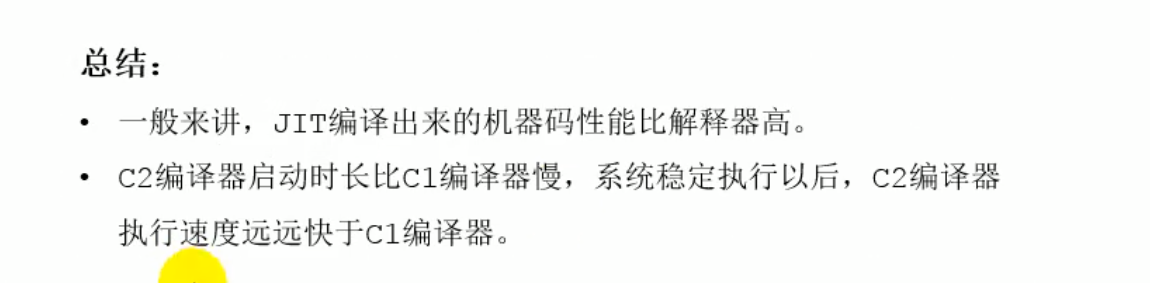 总结：
• 一般来讲，JIT编译出来的机器码性能比解释器高。
• C2编译器启动时长比C1编译器慢，系统稳定执行以后，C2编译器
执行速度远远快于C1编译器。